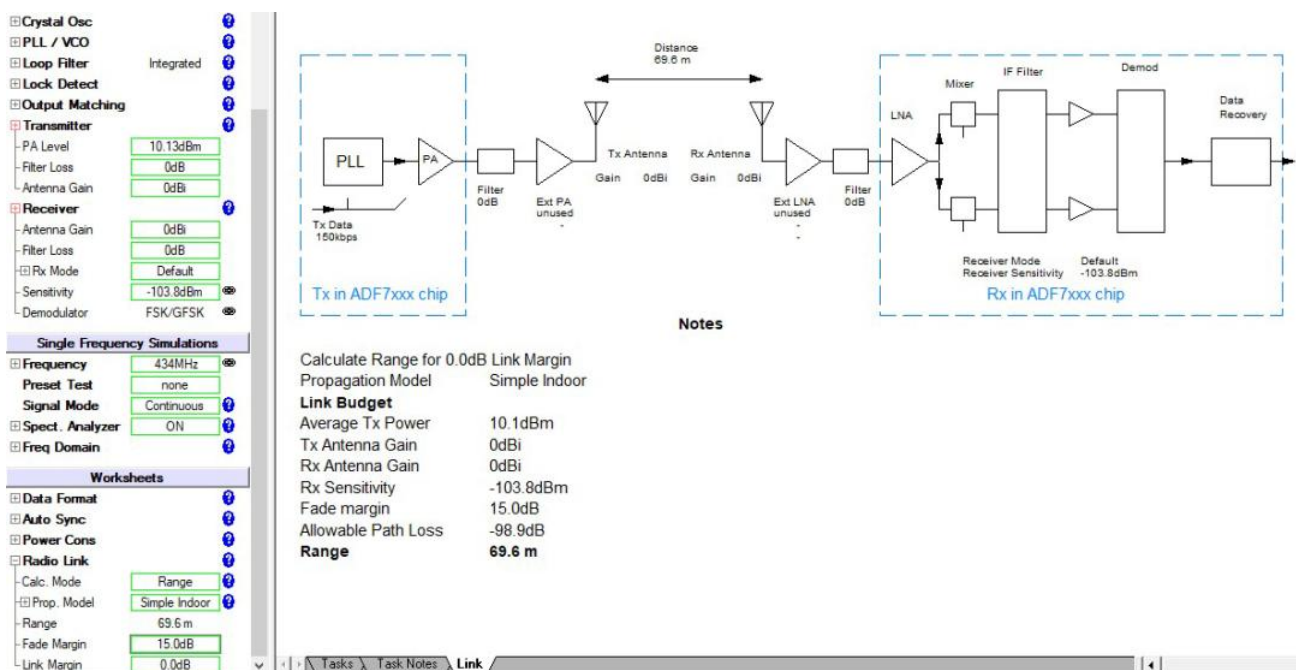 Crystal Osc
PLL / VCO
Loop Filter Integrated
Lock Detect
Output Matching
Transmitter
PA Level 10.13dBm
Filter Loss 0dB
Antenna Gain 0dBi
Receiver
Antenna Gain 0dBi
Filter Loss 0dB
Rx Mode Default
Sensitivity -103.8dBm
Demodulator FSK/GFSK
Single Frequency Simulations
Frequency 434MHz
Preset Test none
Signal Mode Continuous
Spect. Analyzer ON
Freq Domain
Worksheets
Data Format
Auto Sync
Power Cons
Radio Link
Calc. Mode Range
Prop. Model Simple Indoor
Range 69.6 m
Fade Margin 15.0dB
Link Margin 0.0dB
Distance
69.6 m
PLL
PA
Filter
0dB
Ext PA
unused
-
Tx Data
150kbps
Tx in ADF7xxx chip
Tx Antenna
Gain 0dBi
Rx Antenna
Gain 0dBi
Ext LNA
unused
-
-
Filter
0dB
LNA
Mixer
IF Filter
Demod
Data
Recovery
Receiver Mode Default
Receiver Sensitivity -103.8dBm
Rx in ADF7xxx chip
Notes
Calculate Range for 0.0dB Link Margin
Propagation Model Simple Indoor
Link Budget
Average Tx Power 10.1dBm
Tx Antenna Gain 0dBi
Rx Antenna Gain 0dBi
Rx Sensitivity -103.8dBm
Fade margin 15.0dB
Allowable Path Loss -98.9dB
Range 69.6 m
Tasks Task Notes Link